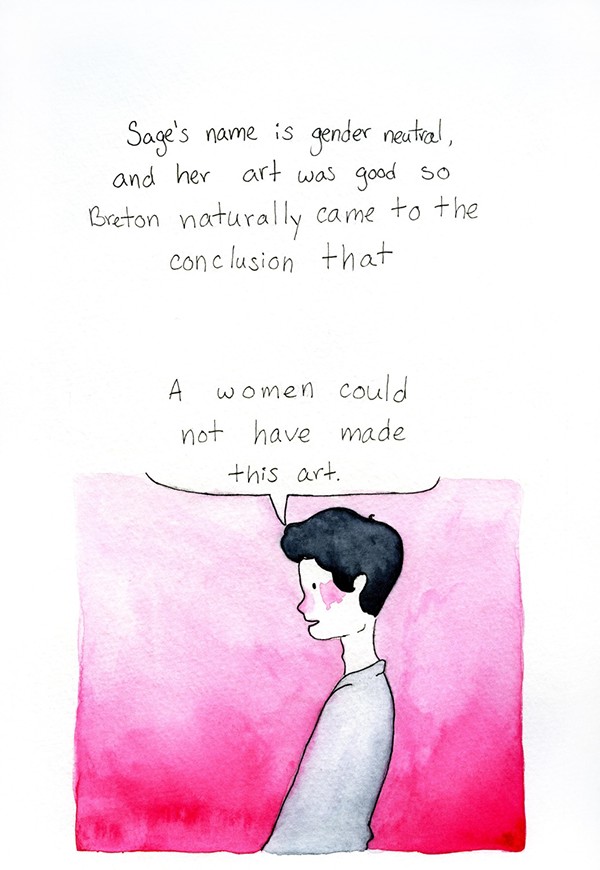 Sage's name is gender neutral,
and her art was good so
Breton naturally came to the
conclusion that
A women could
not have made
this art.